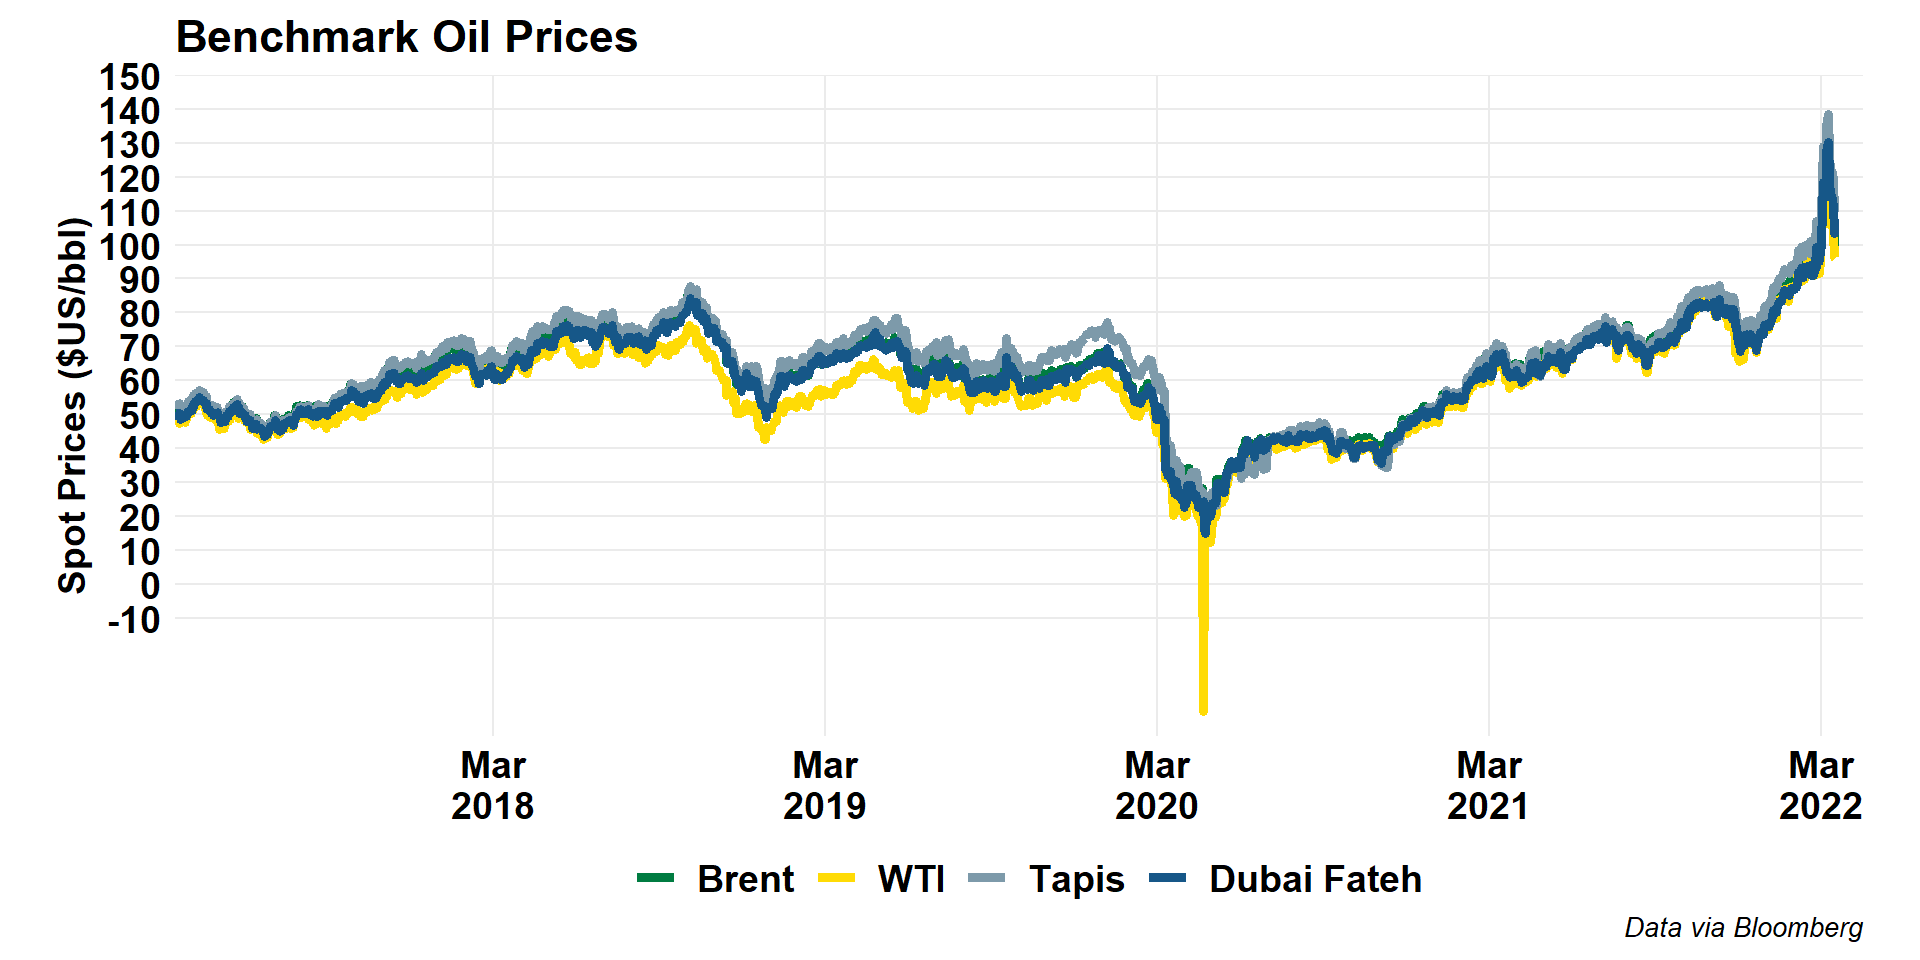 Benchmark Oil Prices
Spot Prices ($US/bbl)
150
140
130
120
110
100
90
80
70
60
50
40
30
20
10
0
-10
Mar 2018
Mar 2019
Mar 2020
Mar 2021
Mar 2022
Brent WTI Tapis Dubai Fateh
Data via Bloomberg